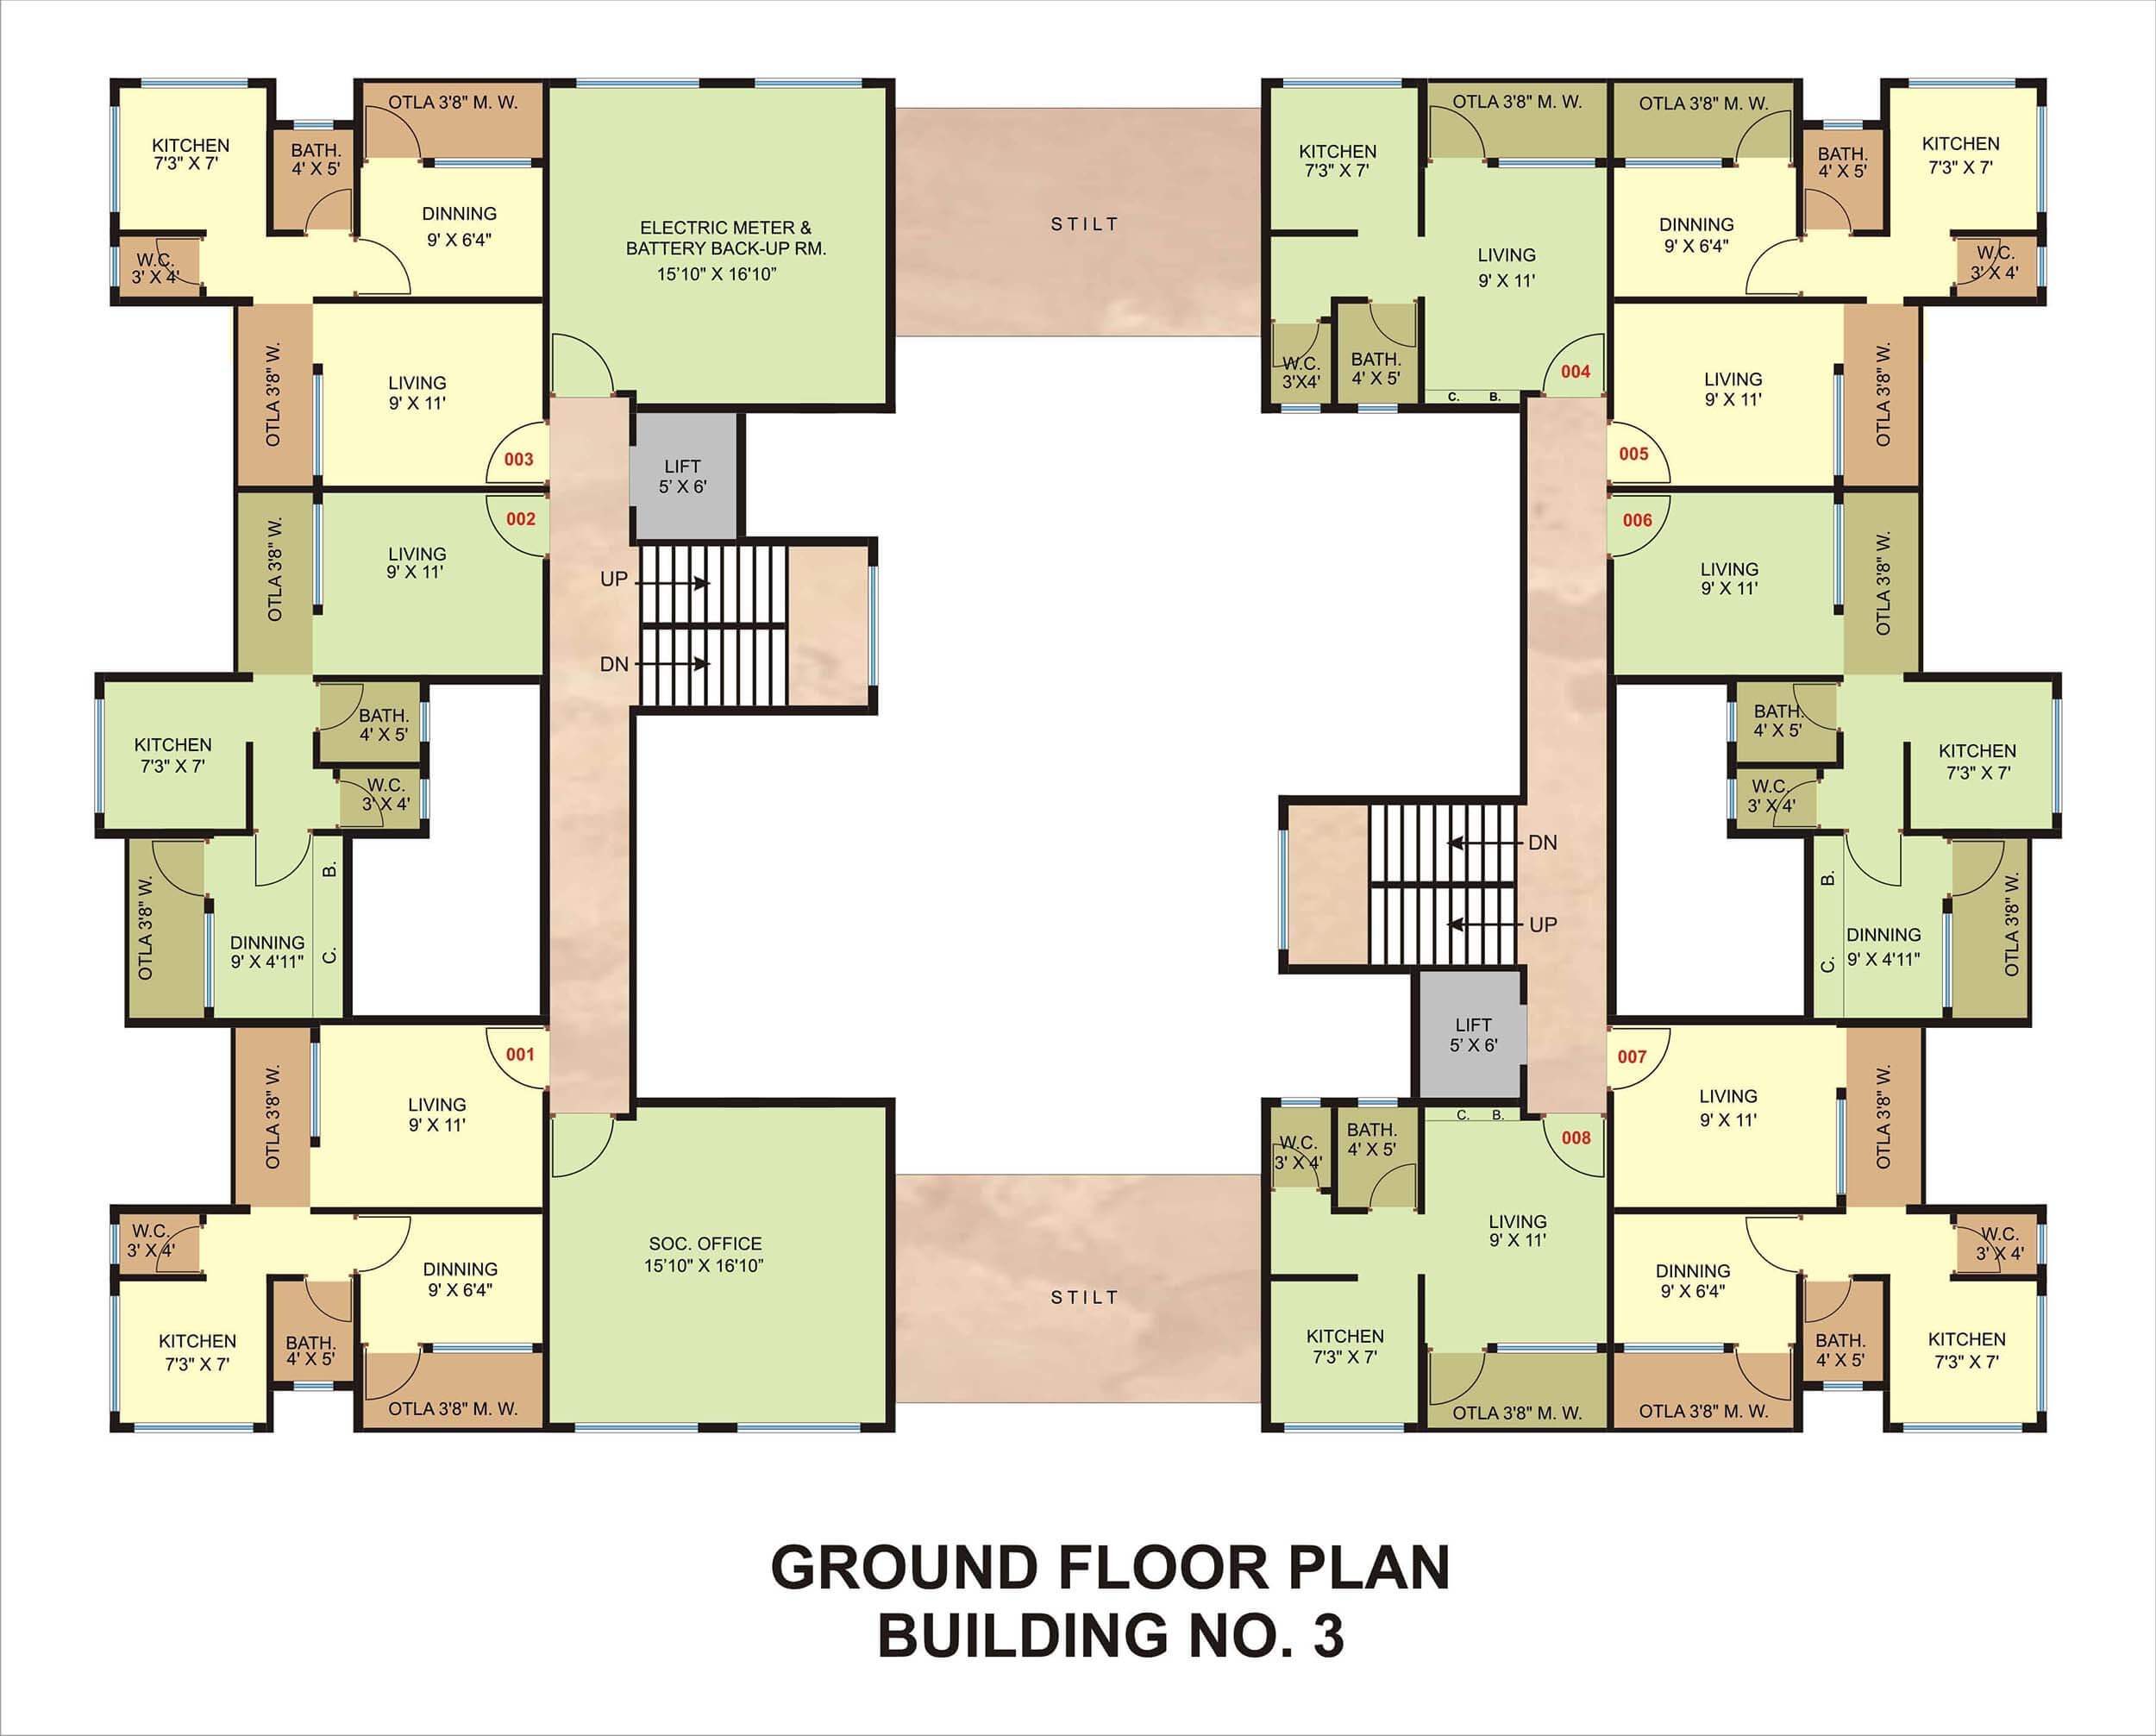 OTLA 3'8" M. W.
KITCHEN
7'3" X 7'
BATH.
4' X 5'
DINNING
9' X 6'4"
W.C.
3' X 4'
ELECTRIC METER &
BATTERY BACK-UP RM.
15'10" X 16'10"
STILT
OTLA 3'8" W.
LIVING
9' X 11'
003
LIFT
5' X 6'
002
OTLA 3'8" W.
LIVING
9' X 11'
UP
DN
KITCHEN
7'3" X 7'
BATH.
4' X 5'
W.C.
3' X 4'
OTLA 3'8" W.
DINNING
9' X 4'11"
C. B.
001
OTLA 3'8" W.
LIVING
9' X 11'
W.C.
3' X 4'
DINNING
9' X 6'4"
KITCHEN
7'3" X 7'
BATH.
4' X 5'
OTLA 3'8" M. W.
SOC. OFFICE
15'10" X 16'10"
STILT
OTLA 3'8" M. W.
OTLA 3'8" M. W.
KITCHEN
7'3" X 7'
LIVING
9' X 11'
W.C.
3'X4'
BATH.
4' X 5'
C. B.
004
DINNING
9' X 6'4"
BATH.
4' X 5'
KITCHEN
7'3" X 7'
W.C.
3' X 4'
LIVING
9' X 11'
OTLA 3'8" W.
005
006
LIVING
9' X 11'
OTLA 3'8" W.
BATH.
4' X 5'
W.C.
3' X 4'
KITCHEN
7'3" X 7'
DN
UP
C. B.
DINNING
9' X 4'11"
OTLA 3'8" W.
LIFT
5' X 6'
007
LIVING
9' X 11'
OTLA 3'8" W.
W.C.
3' X 4'
BATH.
4' X 5'
C. B.
008
LIVING
9' X 11'
KITCHEN
7'3" X 7'
OTLA 3'8" M. W.
DINNING
9' X 6'4"
W.C.
3' X 4'
BATH.
4' X 5'
KITCHEN
7'3" X 7'
OTLA 3'8" M. W.
GROUND FLOOR PLAN
BUILDING NO. 3